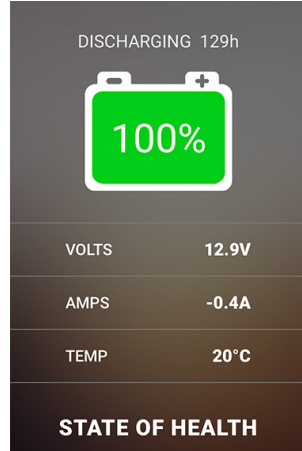 DISCHARGING 129h
- +
100%
VOLTS 12.9V
AMPS -0.4A
TEMP 20°C
STATE OF HEALTH